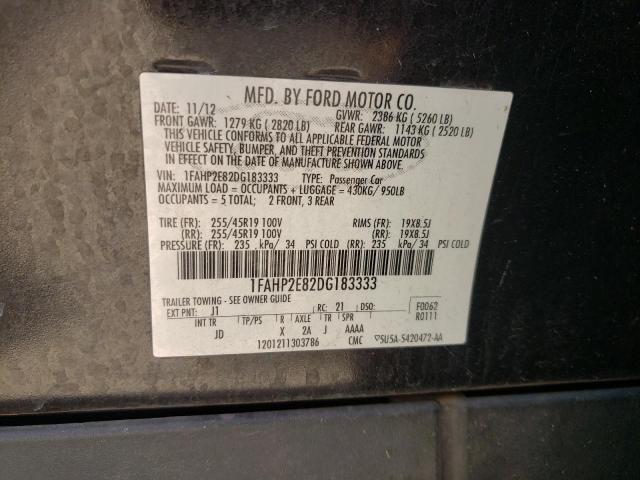 MFD. BY FORD MOTOR CO.
DATE: 11/12 GVWR: 2386 KG ( 5260 LB)
FRONT GAWR: 1279 KG ( 2820 LB) REAR GAWR: 1143 KG ( 2520 LB)
THIS VEHICLE CONFORMS TO ALL APPLICABLE FEDERAL MOTOR
VEHICLE SAFETY, BUMPER, AND THEFT PREVENTION STANDARDS
IN EFFECT ON THE DATE OF MANUFACTURE SHOWN ABOVE.
VIN: 1FAHP2E82DG183333 TYPE: Passenger Car
MAXIMUM LOAD = OCCUPANTS + LUGGAGE = 430KG/ 950LB
OCCUPANTS = 5 TOTAL; 2 FRONT, 3 REAR
TIRE (FR): 255/45R19 100V RIMS (FR): 19X8.5J
(RR): 255/45R19 100V (RR): 19X8.5J
PRESSURE (FR): 235 , kPa/ 34 PSI COLD (RR): 235 kPa/ 34 PSI COLD
1FAHP2E82DG183333
TRAILER TOWING - SEE OWNER GUIDE
EXT PNT: J1 RC: 21 DSO: F0062
INT TR TP/PS R AXLE TR SPR R0111
JD X 2A J AAAA
1201211303786 CMC 5U5A-5420472-AA